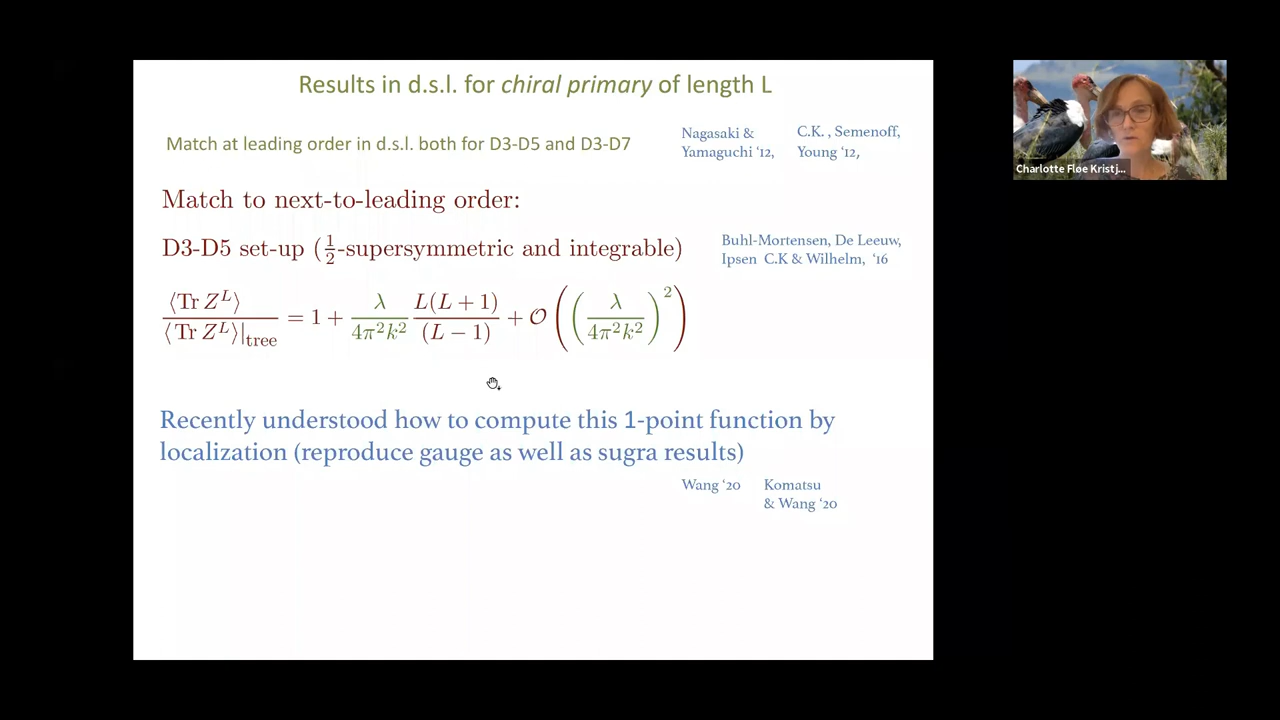 Results in d.s.l. for chiral primary of length L
Match at leading order in d.s.l. both for D3-D5 and D3-D7
Nagasaki &
Yamaguchi '12,
C.K. , Semenoff,
Young '12,
Match to next-to-leading order:
D3-D5 set-up (1/2-supersymmetric and integrable)
Buhl-Mortensen, De Leeuw,
Ipsen C.K & Wilhelm, '16
⟨Tr Z^L⟩ / ⟨Tr Z^L⟩|_tree = 1 + λ/(4π²k²) L(L + 1)/(L − 1) + O((λ/(4π²k²))²)
Recently understood how to compute this 1-point function by
localization (reproduce gauge as well as sugra results)
Wang '20
Komatsu
& Wang '20
Charlotte Fløe Kristj...